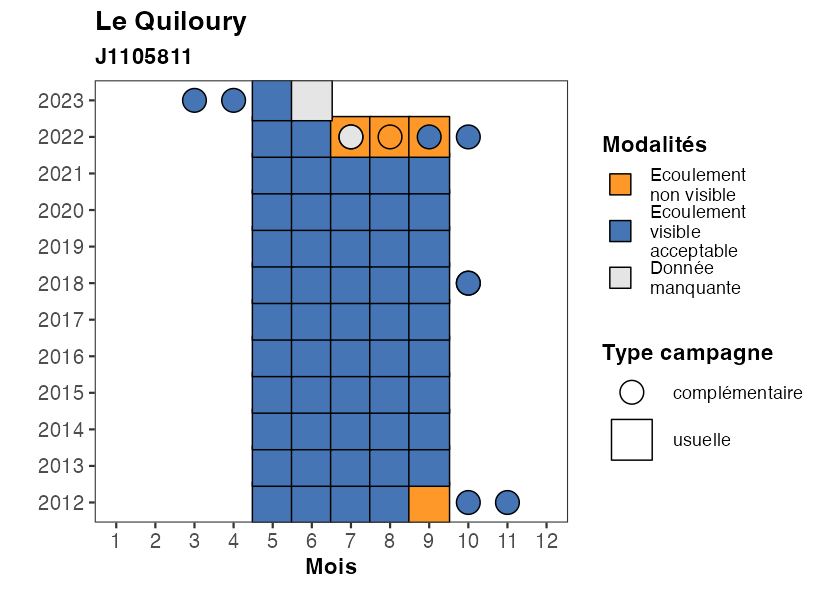 Le Quiloury
J1105811
2023
2022
2021
2020
2019
2018
2017
2016
2015
2014
2013
2012
1 2 3 4 5 6 7 8 9 10 11 12
Mois
Modalités
Ecoulement
non visible
Ecoulement
visible
acceptable
Donnée
manquante
Type campagne
complémentaire
usuelle